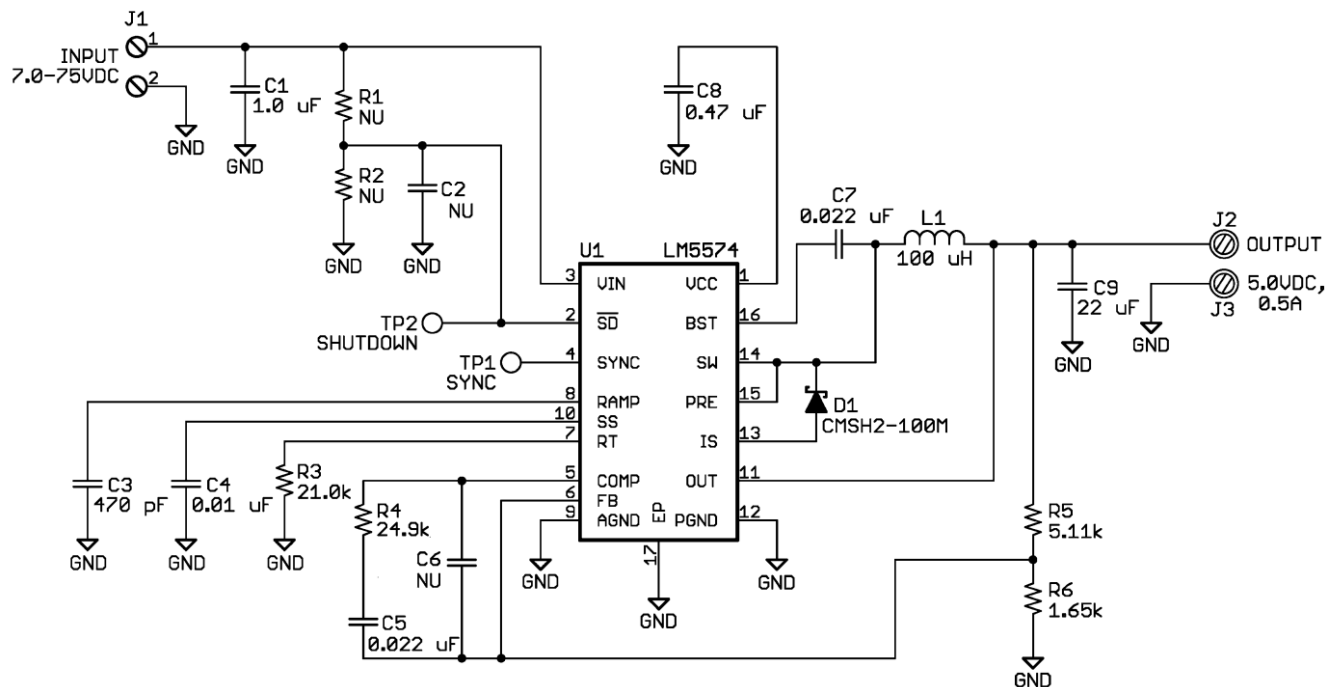 J1
INPUT
7.0-75VDC
1
2
GND
C1
1.0 uF
GND
R1
NU
R2
NU
GND
C2
NU
GND
C8
0.47 uF
GND
C7
0.022 uF
L1
100 uH
J2
OUTPUT
J3
5.0VDC,
0.5A
GND
C9
22 uF
GND
U1
LM5574
3 VIN
VCC 1
2 SD
BST 16
4 SYNC
SW 14
8 RAMP
PRE 15
10 SS
7 RT
IS 13
5 COMP
OUT 11
6 FB
9 AGND
PGND 12
EP
17
TP2
SHUTDOWN
TP1
SYNC
D1
CMSH2-100M
C3
470 pF
GND
C4
0.01 uF
GND
R3
21.0k
GND
R4
24.9k
C6
NU
C5
0.022 uF
GND
GND
GND
R5
5.11k
R6
1.65k
GND